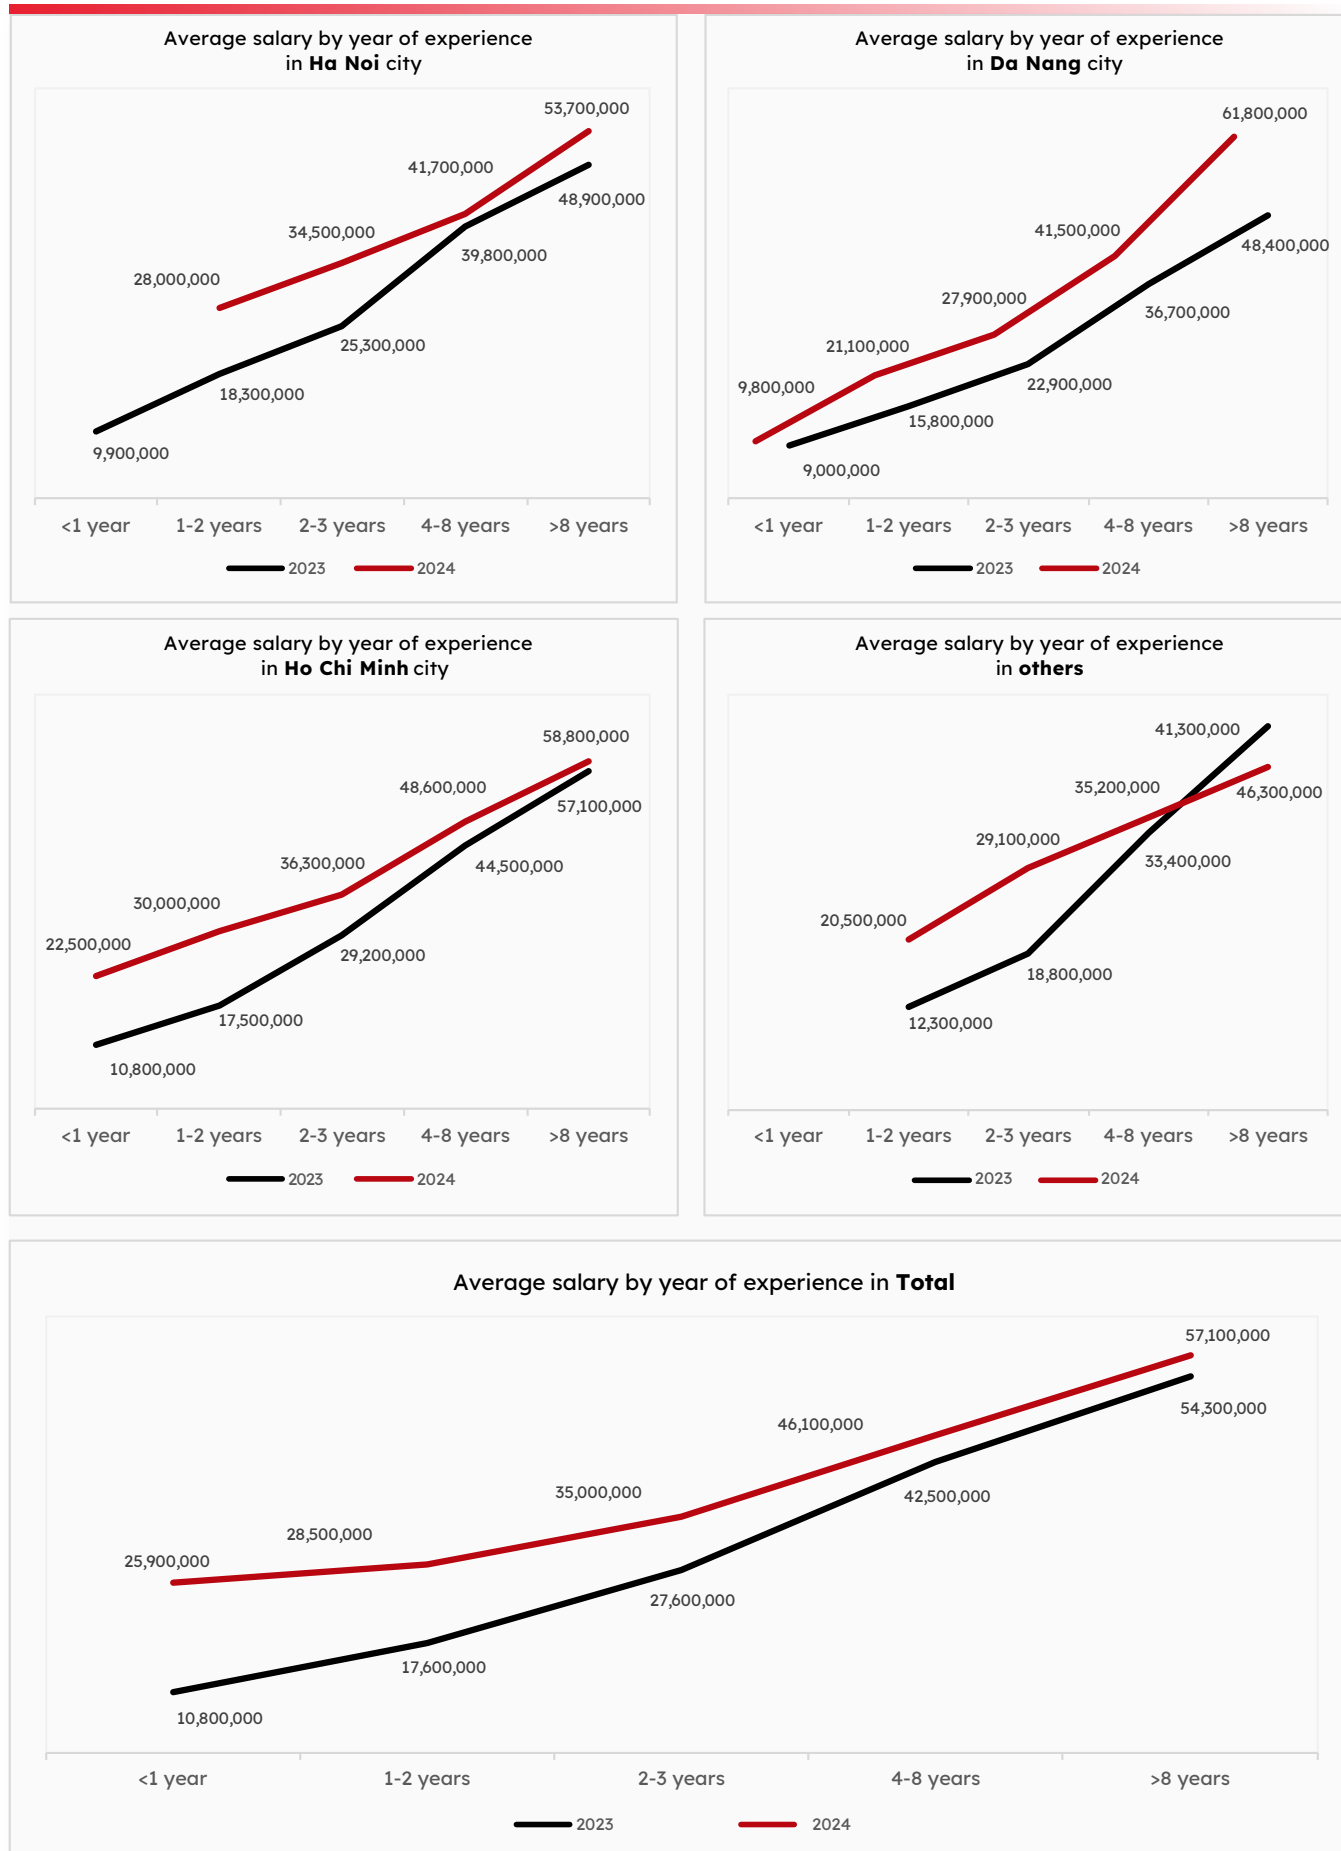 Average salary by year of experience
in Ha Noi city
53,700,000
41,700,000
48,900,000
34,500,000
39,800,000
28,000,000
25,300,000
18,300,000
9,900,000
<1 year
1-2 years
2-3 years
4-8 years
>8 years
2023
2024
Average salary by year of experience
in Da Nang city
61,800,000
41,500,000
48,400,000
27,900,000
36,700,000
21,100,000
9,800,000
22,900,000
15,800,000
9,000,000
<1 year
1-2 years
2-3 years
4-8 years
>8 years
2023
2024
Average salary by year of experience
in Ho Chi Minh city
58,800,000
48,600,000
57,100,000
36,300,000
44,500,000
30,000,000
22,500,000
29,200,000
17,500,000
10,800,000
<1 year
1-2 years
2-3 years
4-8 years
>8 years
2023
2024
Average salary by year of experience
in others
41,300,000
35,200,000
46,300,000
29,100,000
33,400,000
20,500,000
18,800,000
12,300,000
<1 year
1-2 years
2-3 years
4-8 years
>8 years
2023
2024
Average salary by year of experience in Total
57,100,000
54,300,000
46,100,000
42,500,000
35,000,000
28,500,000
25,900,000
27,600,000
17,600,000
10,800,000
<1 year
1-2 years
2-3 years
4-8 years
>8 years
2023
2024